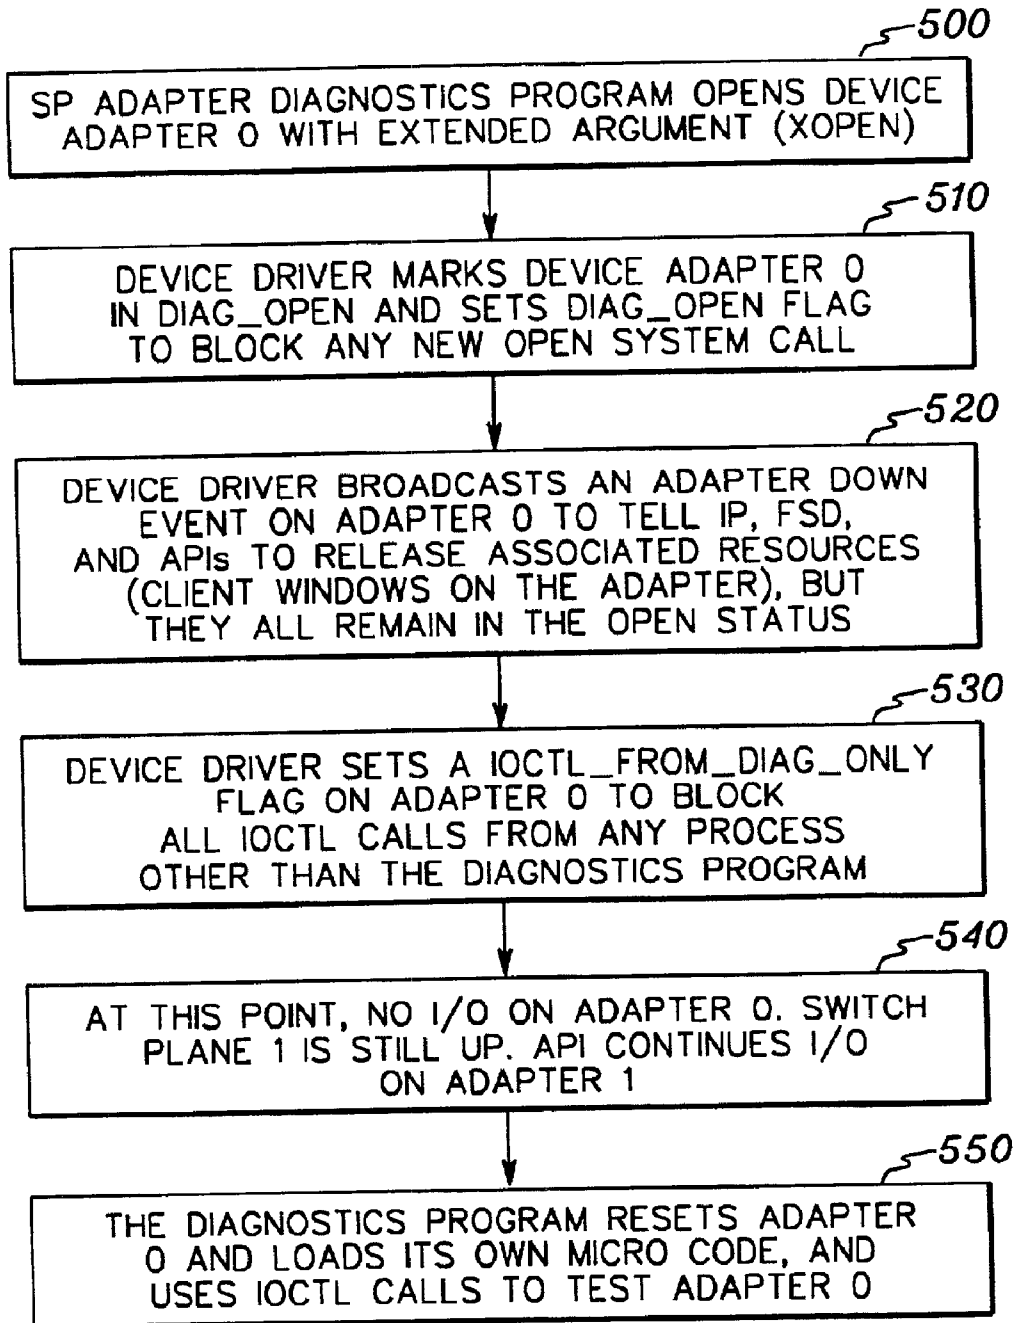 500
SP ADAPTER DIAGNOSTICS PROGRAM OPENS DEVICE
ADAPTER 0 WITH EXTENDED ARGUMENT (XOPEN)
510
DEVICE DRIVER MARKS DEVICE ADAPTER 0
IN DIAG_OPEN AND SETS DIAG_OPEN FLAG
TO BLOCK ANY NEW OPEN SYSTEM CALL
520
DEVICE DRIVER BROADCASTS AN ADAPTER DOWN
EVENT ON ADAPTER 0 TO TELL IP, FSD,
AND APIs TO RELEASE ASSOCIATED RESOURCES
(CLIENT WINDOWS ON THE ADAPTER), BUT
THEY ALL REMAIN IN THE OPEN STATUS
530
DEVICE DRIVER SETS A IOCTL_FROM_DIAG_ONLY
FLAG ON ADAPTER 0 TO BLOCK
ALL IOCTL CALLS FROM ANY PROCESS
OTHER THAN THE DIAGNOSTICS PROGRAM
540
AT THIS POINT, NO I/O ON ADAPTER 0. SWITCH
PLANE 1 IS STILL UP. API CONTINUES I/O
ON ADAPTER 1
550
THE DIAGNOSTICS PROGRAM RESETS ADAPTER
0 AND LOADS ITS OWN MICRO CODE, AND
USES IOCTL CALLS TO TEST ADAPTER 0